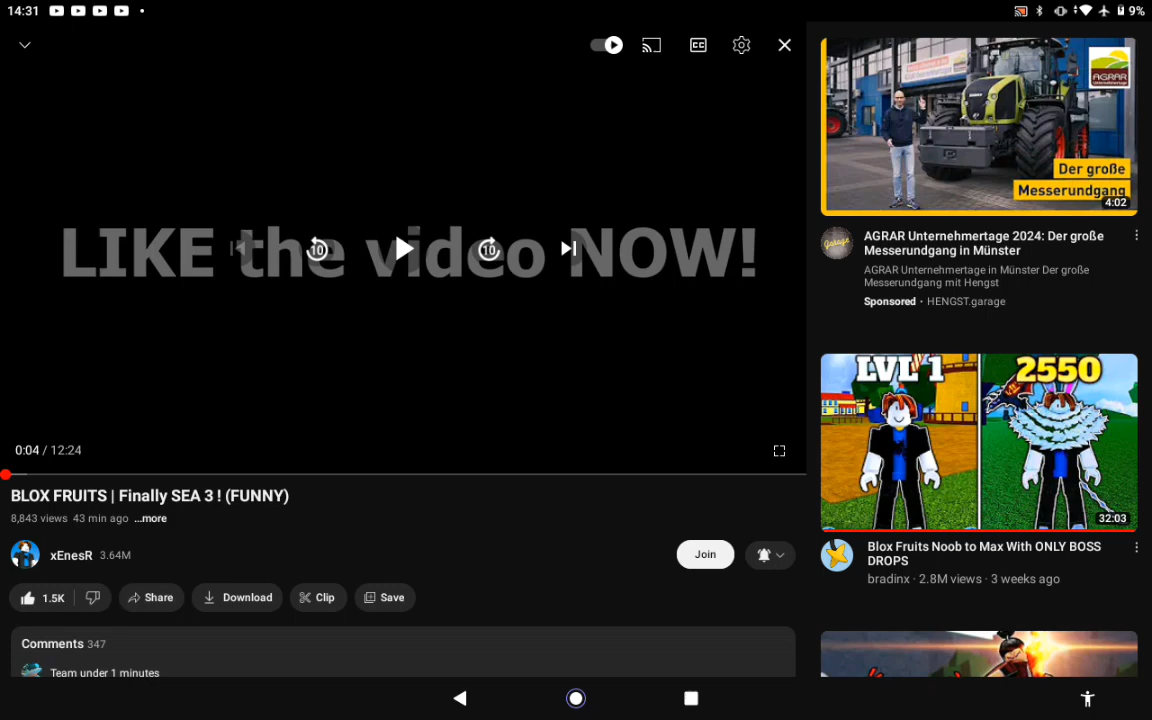 14:31
9%
CC
LIKE the video NOW!
10
10
0:04 / 12:24
BLOX FRUITS | Finally SEA 3 ! (FUNNY)
8,843 views 43 min ago ...more
xEnesR 3.64M
Join
1.5K
Share
Download
Clip
Save
Comments 347
Team under 1 minutes
AGRAR
Unternehmertage
Der große
Messerundgang
4:02
Garage
AGRAR Unternehmertage 2024: Der große
Messerundgang in Münster
AGRAR Unternehmertage in Münster Der große
Messerundgang mit Hengst
Sponsored · HENGST.garage
LVL 1
2550
32:03
Blox Fruits Noob to Max With ONLY BOSS
DROPS
bradinx · 2.8M views · 3 weeks ago